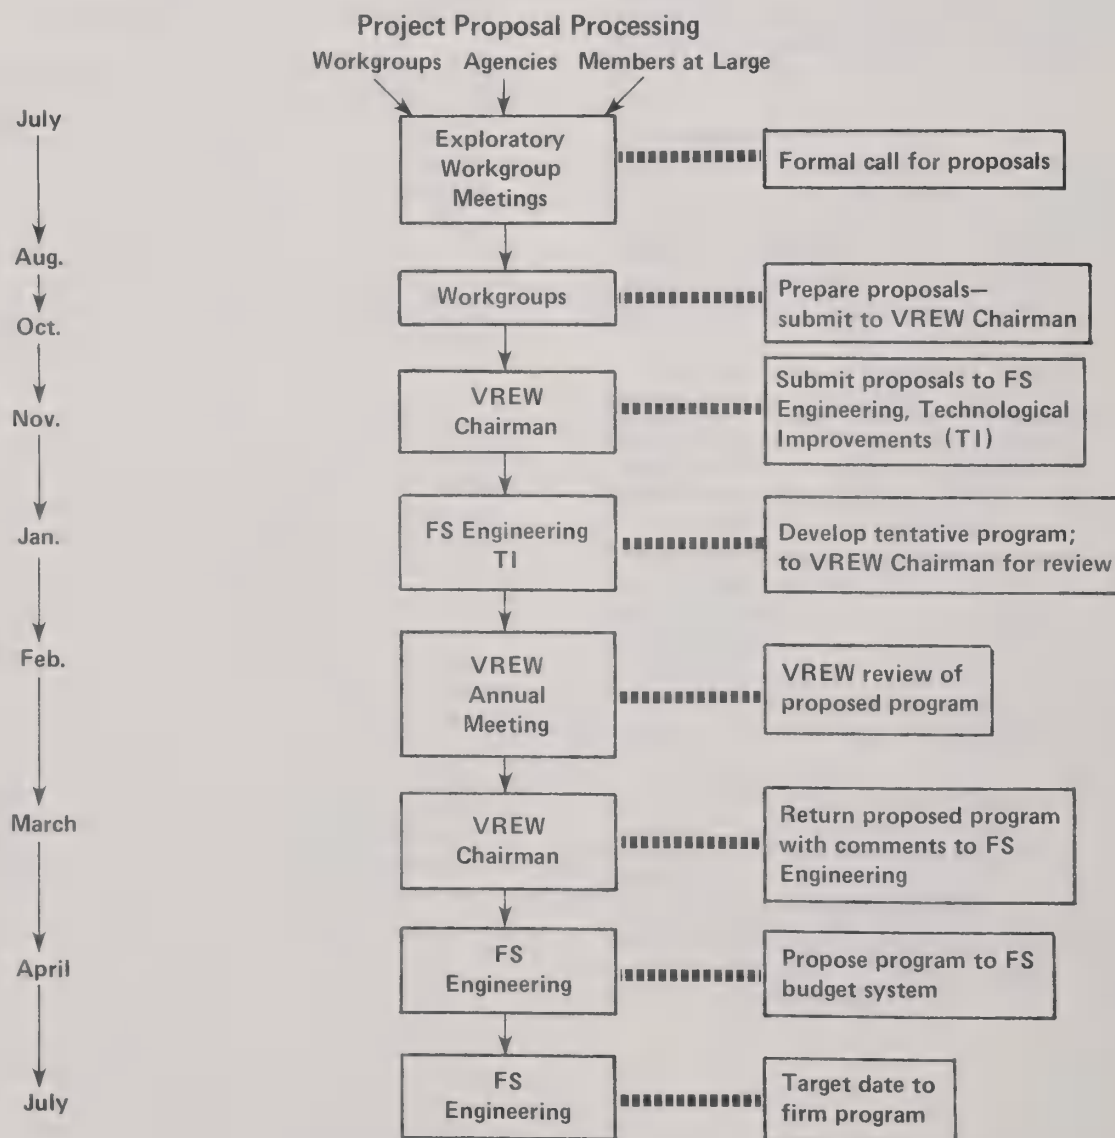 Project Proposal Processing
Workgroups Agencies Members at Large
July
Exploratory
Workgroup
Meetings
Formal call for proposals
Aug.
Workgroups
Prepare proposals—
submit to VREW Chairman
Oct.
VREW
Chairman
Submit proposals to FS
Engineering, Technological
Improvements (TI)
Nov.
FS Engineering
TI
Develop tentative program;
to VREW Chairman for review
Jan.
VREW
Annual
Meeting
VREW review of
proposed program
Feb.
VREW
Chairman
Return proposed program
with comments to FS
Engineering
March
FS
Engineering
Propose program to FS
budget system
April
FS
Engineering
Target date to
firm program
July